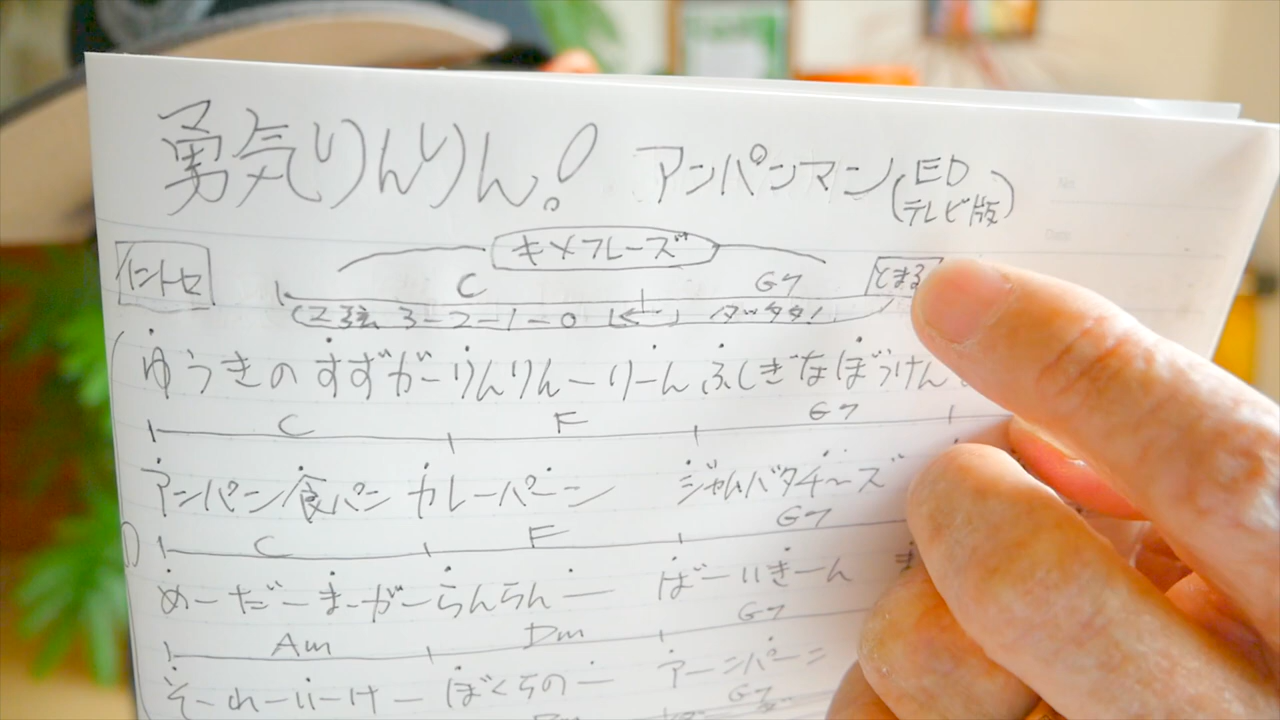 勇気りんりん! アンパンマン(ED テレビ版)
キメフレーズ
イントロ C G7 とまる
(2弦 3-2-1-0 ダッタタ!
ゆうきの すずがーりんりんーりーん ふしぎなぼうけん
C F G7
アンパン食パン カレーパーン ジャムバタチーズ
C F G7
めーだーまーがーらんらんー ばーいきーん
Am Dm G7
そーれーいーけー ぼくらのー アーンパーン
G7